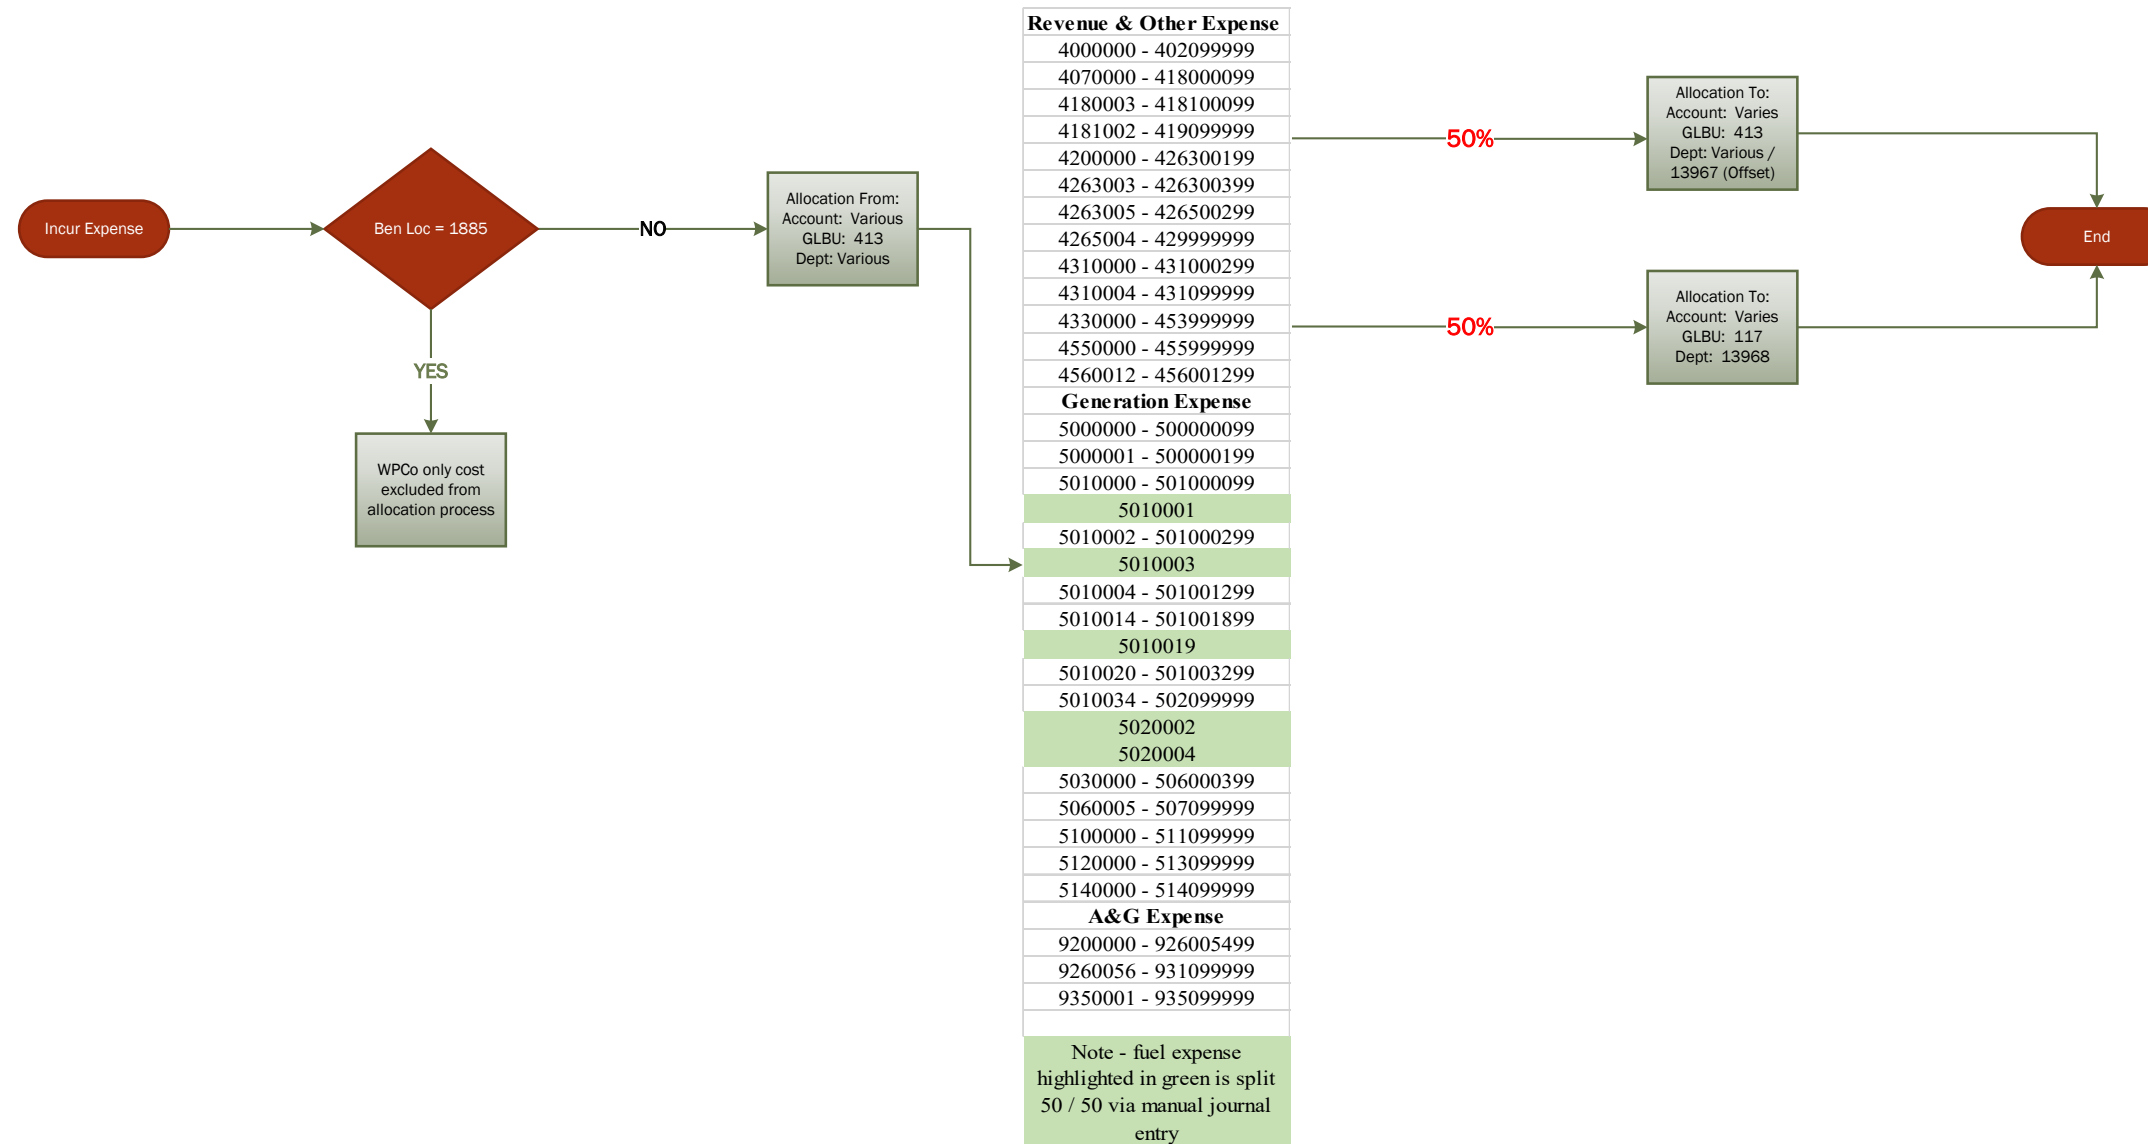 Incur Expense
Ben Loc = 1885
NO
YES
WPCo only cost
excluded from
allocation process
Allocation From:
Account:  Various
GLBU:  413
Dept: Various
Revenue & Other Expense
4000000 - 402099999
4070000 - 418000099
4180003 - 418100099
4181002 - 419099999
4200000 - 426300199
4263003 - 426300399
4263005 - 426500299
4265004 - 429999999
4310000 - 431000299
4310004 - 431099999
4330000 - 453999999
4550000 - 455999999
4560012 - 456001299
Generation Expense
5000000 - 500000099
5000001 - 500000199
5010000 - 501000099
5010001
5010002 - 501000299
5010003
5010004 - 501001299
5010014 - 501001899
5010019
5010020 - 501003299
5010034 - 502099999
5020002
5020004
5030000 - 506000399
5060005 - 507099999
5100000 - 511099999
5120000 - 513099999
5140000 - 514099999
A&G Expense
9200000 - 926005499
9260056 - 931099999
9350001 - 935099999
Note - fuel expense
highlighted in green is split
50 / 50 via manual journal
entry
50%
Allocation To:
Account:  Varies
GLBU:  413
Dept: Various /
13967 (Offset)
50%
Allocation To:
Account:  Varies
GLBU:  117
Dept:  13968
End